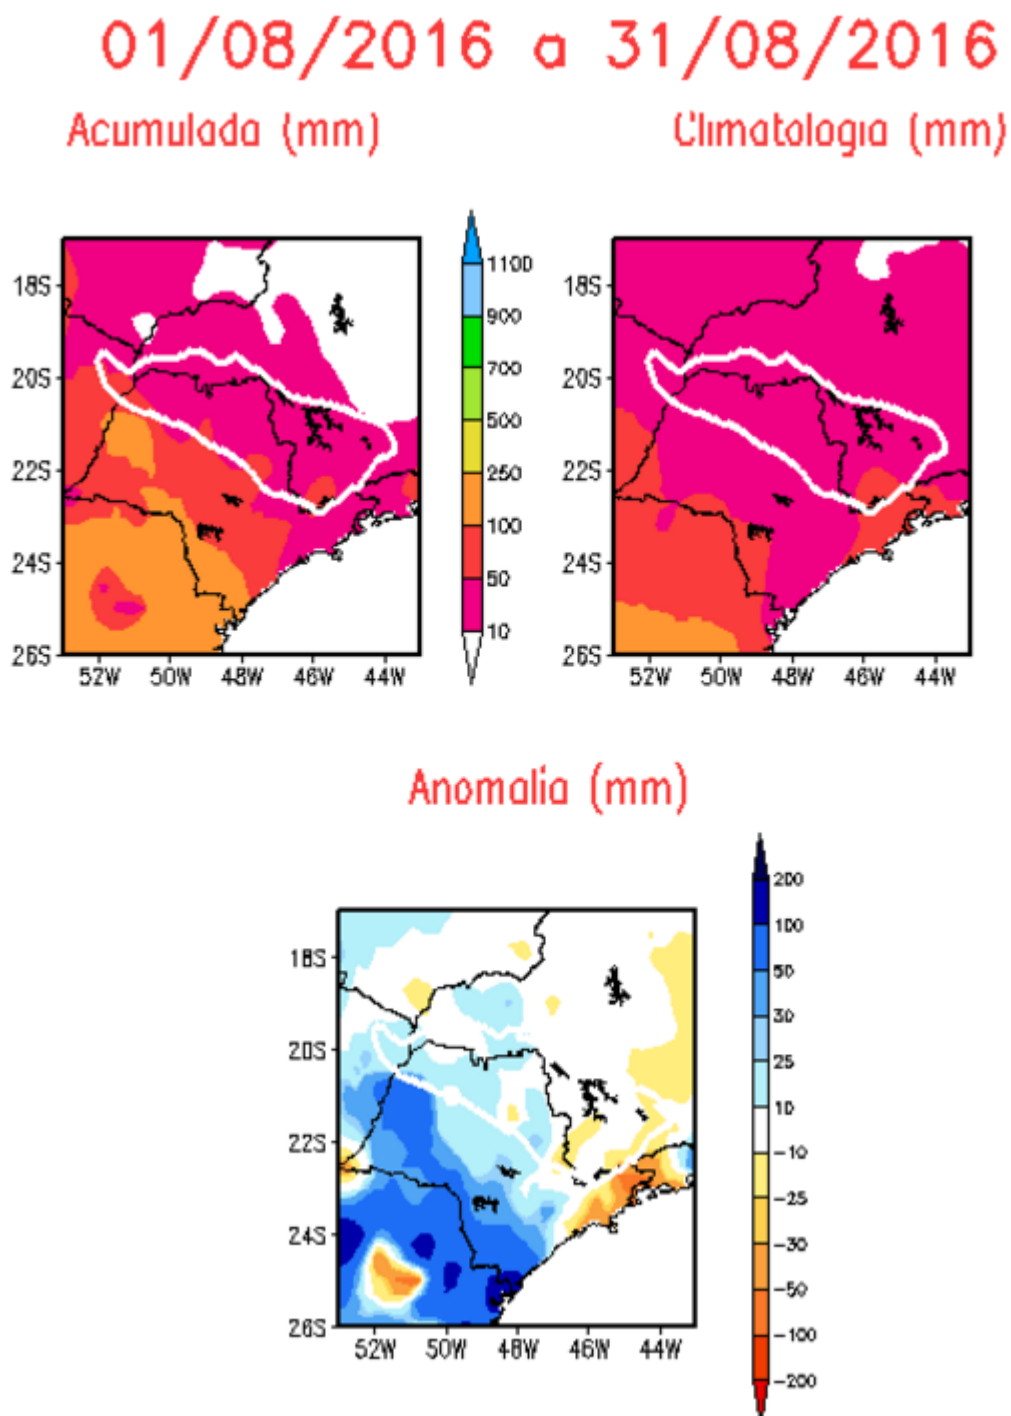 01/08/2016 a 31/08/2016
Acumulada (mm)
Climatologia (mm)
18S
20S
22S
24S
26S
52W 50W 48W 46W 44W
1100
900
700
500
250
100
50
10
18S
20S
22S
24S
26S
52W 50W 48W 46W 44W
Anomalia (mm)
18S
20S
22S
24S
26S
52W 50W 48W 46W 44W
200
100
50
30
25
10
-10
-25
-30
-50
-100
-200